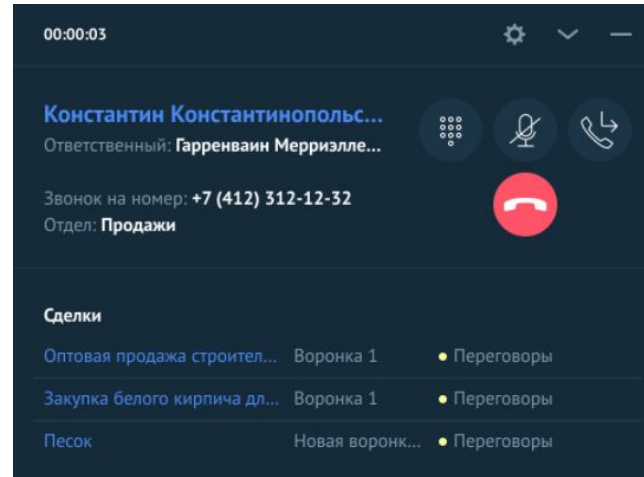 00:00:03
Константин Константинопольс...
Ответственный: Гарренваин Мерриэлле...
Звонок на номер: +7 (412) 312-12-32
Отдел: Продажи
Сделки
Оптовая продажа строител... Воронка 1 Переговоры
Закупка белого кирпича дл... Воронка 1 Переговоры
Песок Новая воронк... Переговоры